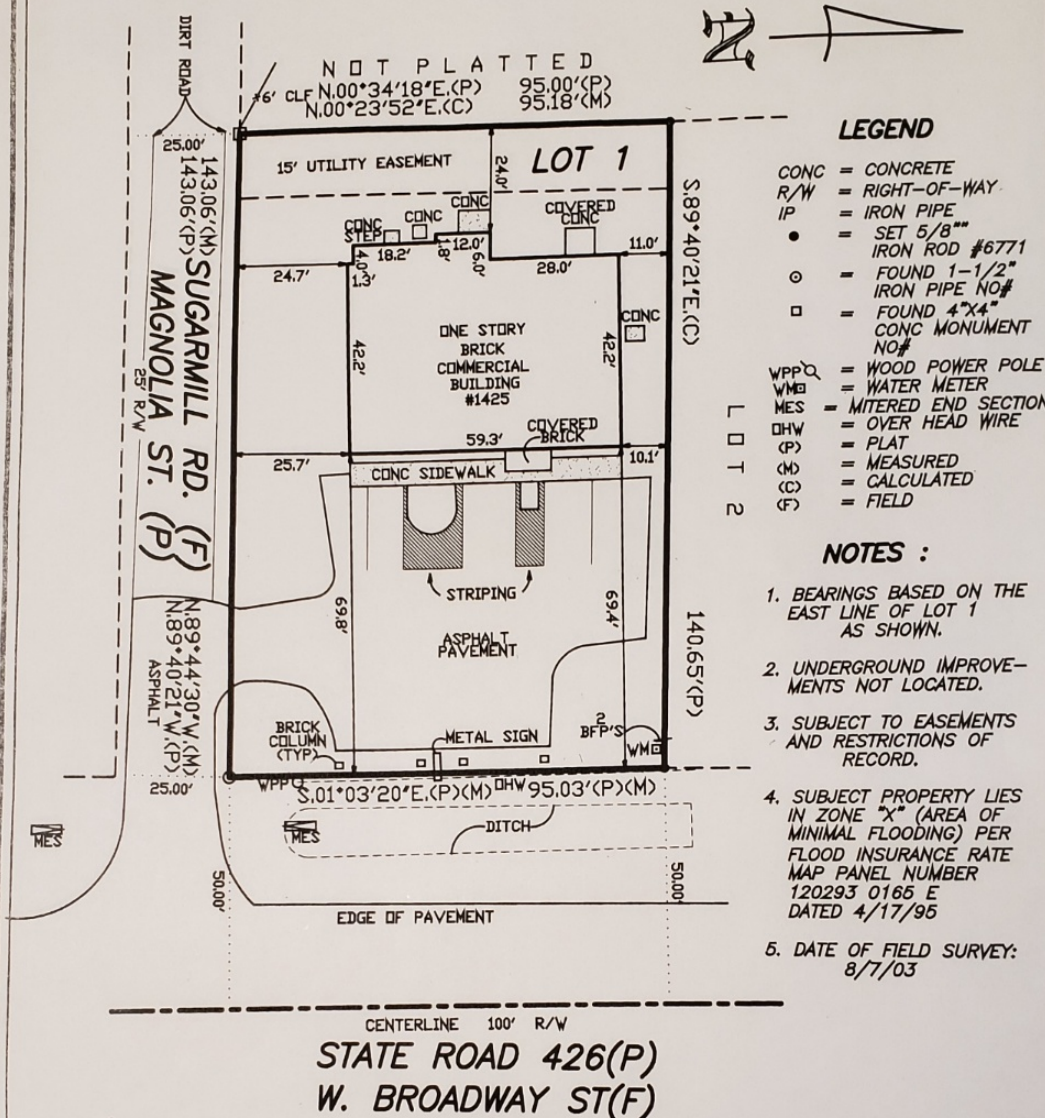 DIRT ROAD
±6' CLF
NOT PLATTED
N.00°34'18"E.(P) 95.00'(P)
N.00°23'52"E.(C) 95.18'(M)
N
25.00'
143.06'(M)
143.06'(P)
SUGARMILL RD. (F)
MAGNOLIA ST. (P)
25' R/W
N.89°44'30"W.(M)
N.89°40'21"W.(P)
ASPHALT
25.00'
15' UTILITY EASEMENT
24.0'
LOT 1
CONC
STEP
CONC
CONC
COVERED
CONC
18.2'
1.8'
12.0'
6.0'
28.0'
11.0'
4.0'
1.3'
24.7'
42.2'
ONE STORY
BRICK
COMMERCIAL
BUILDING
#1425
42.2'
CONC
S.89°40'21"E.(C)
59.3'
COVERED
BRICK
25.7'
CONC SIDEWALK
10.1'
STRIPING
69.8'
69.4'
ASPHALT
PAVEMENT
140.65'(P)
LOT 2
BRICK
COLUMN
(TYP)
METAL SIGN
2
BFP'S
WM
WPP
S.01°03'20"E.(P)(M) OHW 95.03'(P)(M)
MES
MES
DITCH
50.00'
50.00'
EDGE OF PAVEMENT
CENTERLINE 100' R/W
STATE ROAD 426(P)
W. BROADWAY ST(F)
LEGEND
CONC = CONCRETE
R/W = RIGHT-OF-WAY
IP = IRON PIPE
● = SET 5/8""
IRON ROD #6771
⊙ = FOUND 1-1/2"
IRON PIPE NO#
□ = FOUND 4"X4"
CONC MONUMENT
NO#
WPP = WOOD POWER POLE
WM = WATER METER
MES = MITERED END SECTION
OHW = OVER HEAD WIRE
(P) = PLAT
(M) = MEASURED
(C) = CALCULATED
(F) = FIELD
NOTES :
1. BEARINGS BASED ON THE
EAST LINE OF LOT 1
AS SHOWN.
2. UNDERGROUND IMPROVE-
MENTS NOT LOCATED.
3. SUBJECT TO EASEMENTS
AND RESTRICTIONS OF
RECORD.
4. SUBJECT PROPERTY LIES
IN ZONE "X" (AREA OF
MINIMAL FLOODING) PER
FLOOD INSURANCE RATE
MAP PANEL NUMBER
120293 0165 E
DATED 4/17/95
5. DATE OF FIELD SURVEY:
8/7/03